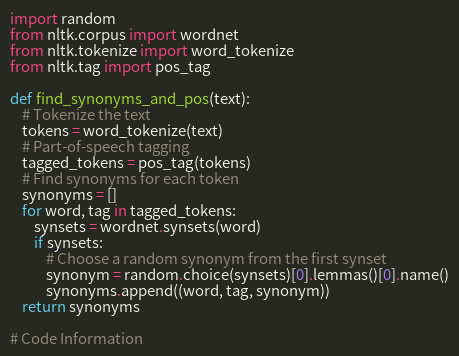 import random
from nltk.corpus import wordnet
from nltk.tokenize import word_tokenize
from nltk.tag import pos_tag

def find_synonyms_and_pos(text):
    # Tokenize the text
    tokens = word_tokenize(text)
    # Part-of-speech tagging
    tagged_tokens = pos_tag(tokens)
    # Find synonyms for each token
    synonyms = []
    for word, tag in tagged_tokens:
        synsets = wordnet.synsets(word)
        if synsets:
            # Choose a random synonym from the first synset
            synonym = random.choice(synsets)[0].lemmas()[0].name()
            synonyms.append((word, tag, synonym))
    return synonyms

# Code Information